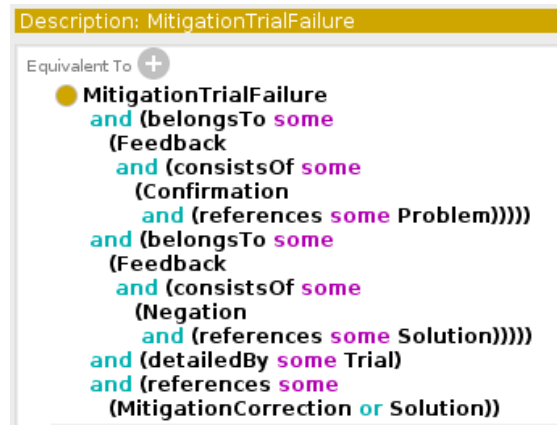 Description: MitigationTrialFailure
Equivalent To +
MitigationTrialFailure
and (belongsTo some
(Feedback
and (consistsOf some
(Confirmation
and (references some Problem)))))
and (belongsTo some
(Feedback
and (consistsOf some
(Negation
and (references some Solution)))))
and (detailedBy some Trial)
and (references some
(MitigationCorrection or Solution))